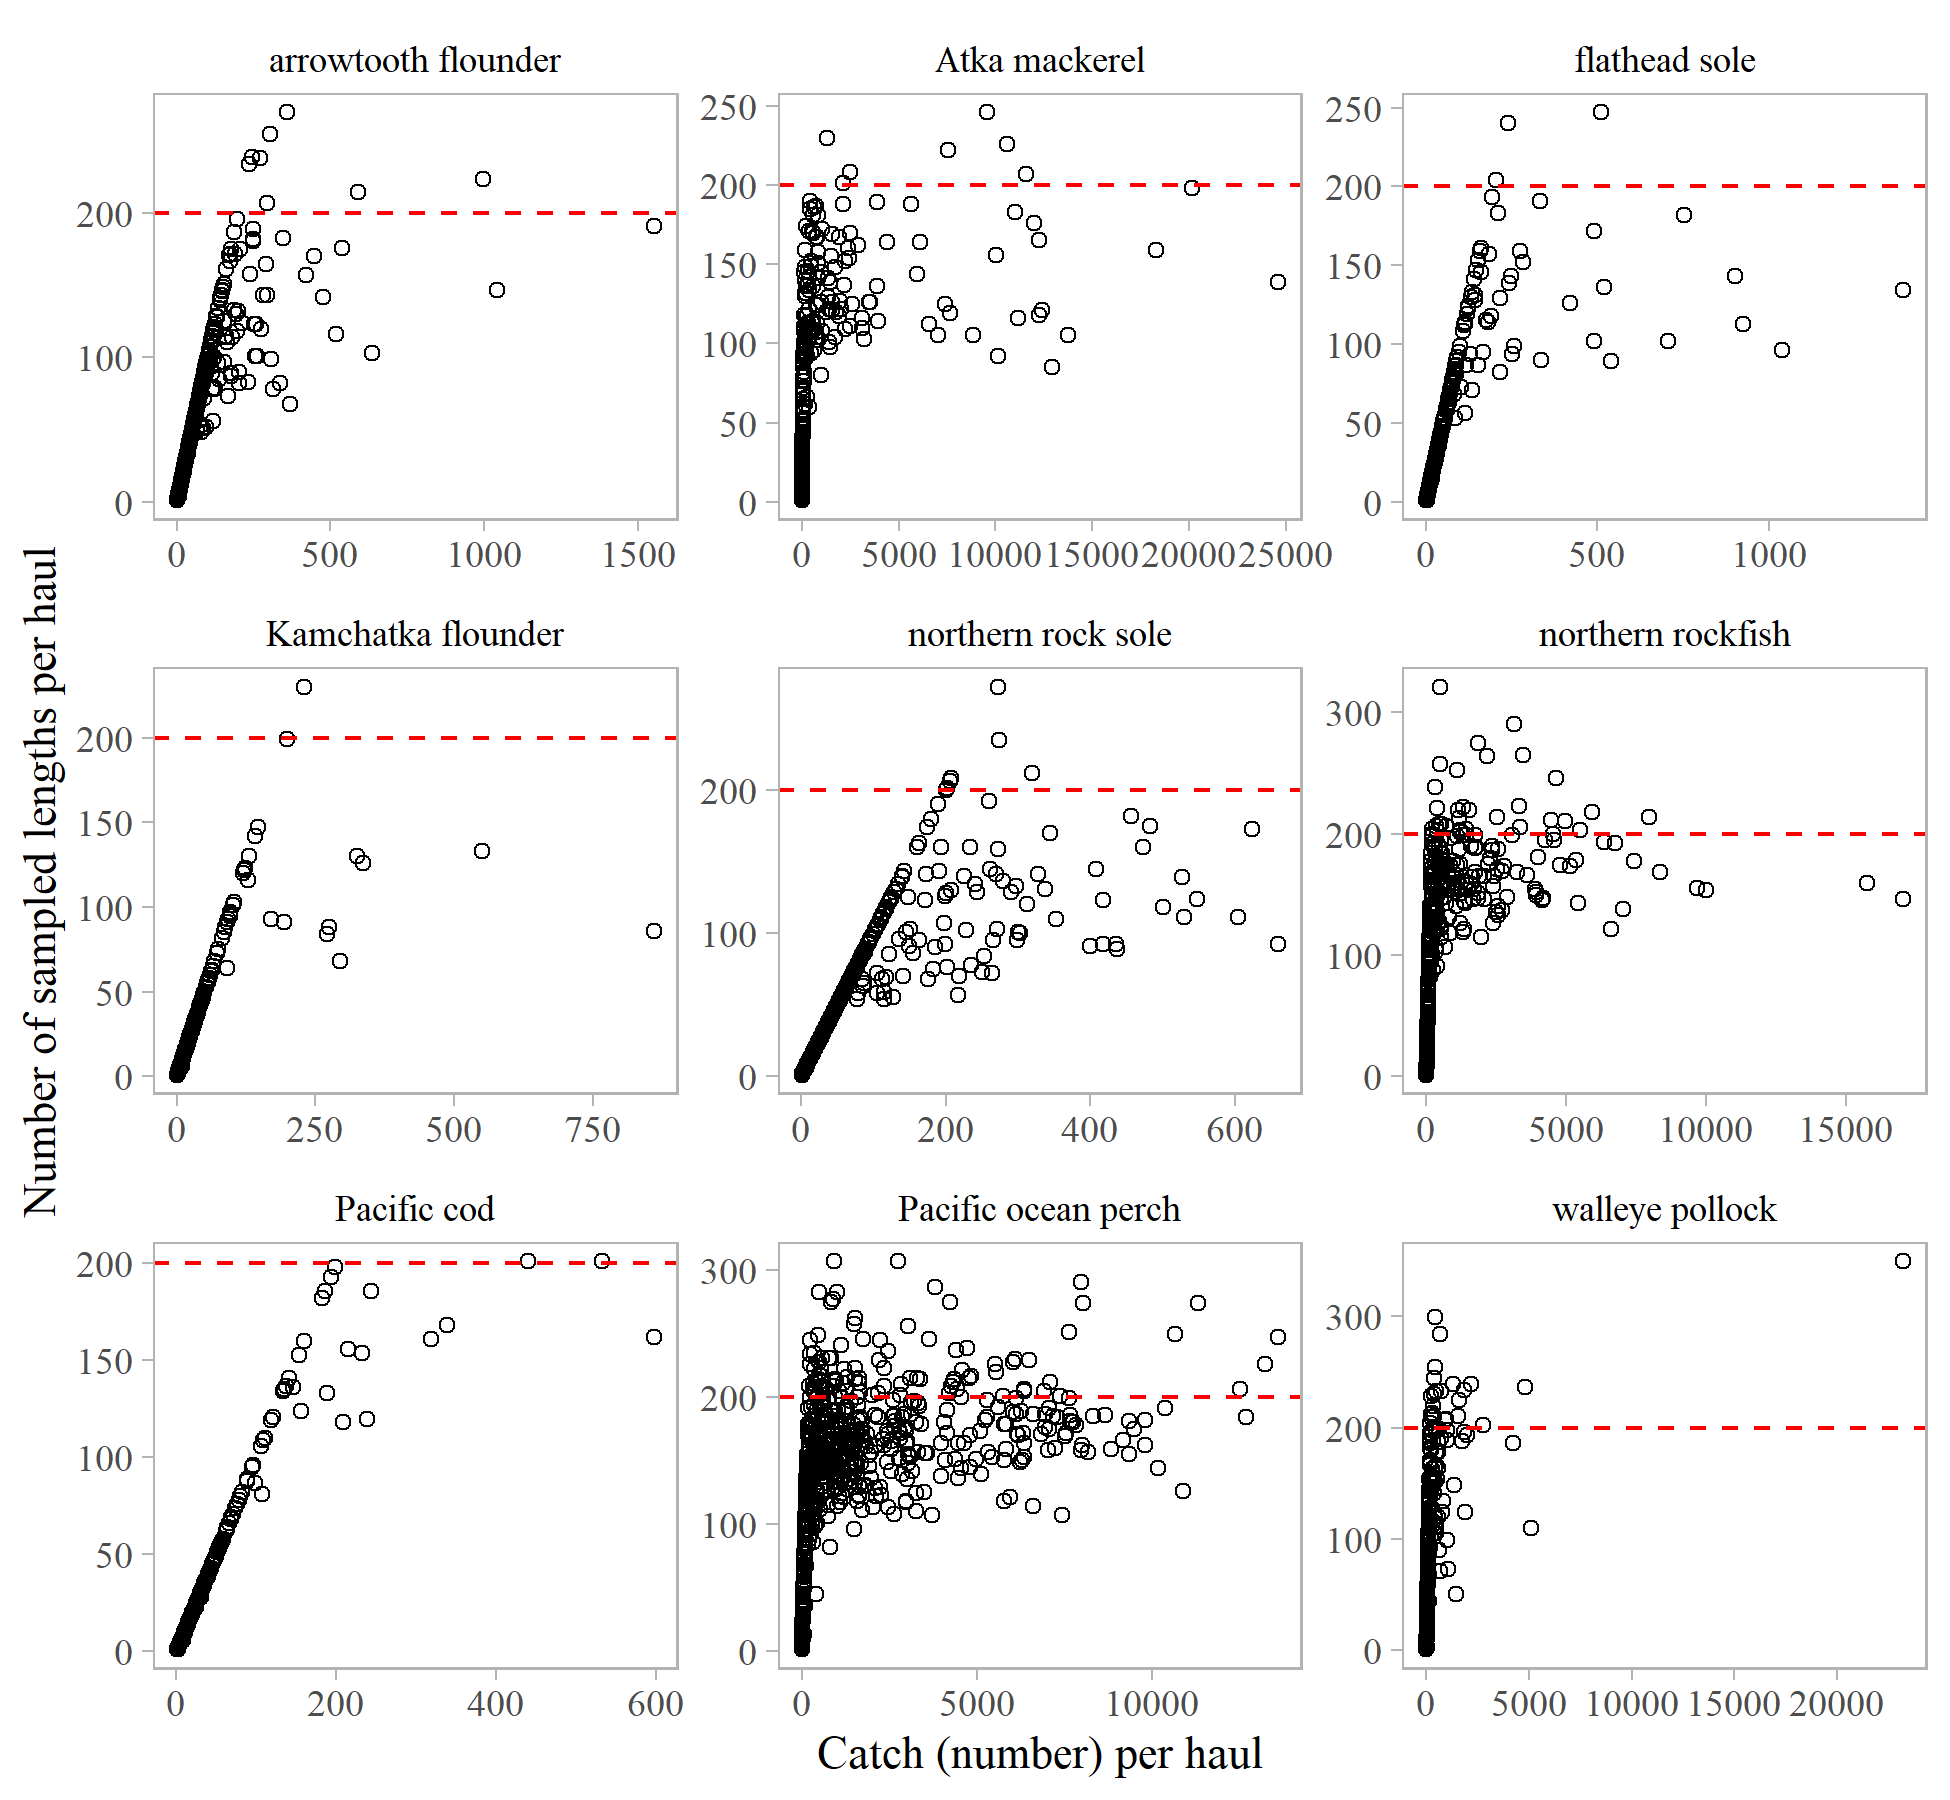 arrowtooth flounder
Atka mackerel
flathead sole
200
100
0
250
200
150
100
50
0
250
200
150
100
50
0
0 500 1000 1500
0 5000 10000 15000 20000 25000
0 500 1000
Kamchatka flounder
northern rock sole
northern rockfish
200
150
100
50
0
200
100
0
300
200
100
0
0 250 500 750
0 200 400 600
0 5000 10000 15000
Pacific cod
Pacific ocean perch
walleye pollock
200
150
100
50
0
300
200
100
0
300
200
100
0
0 200 400 600
0 5000 10000
0 5000 10000 15000 20000
Number of sampled lengths per haul
Catch (number) per haul